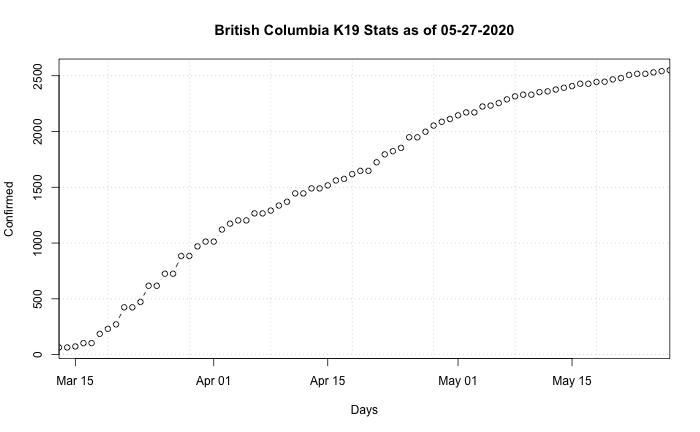 British Columbia K19 Stats as of 05-27-2020
Confirmed
2500
2000
1500
1000
500
0
Mar 15 Apr 01 Apr 15 May 01 May 15
Days